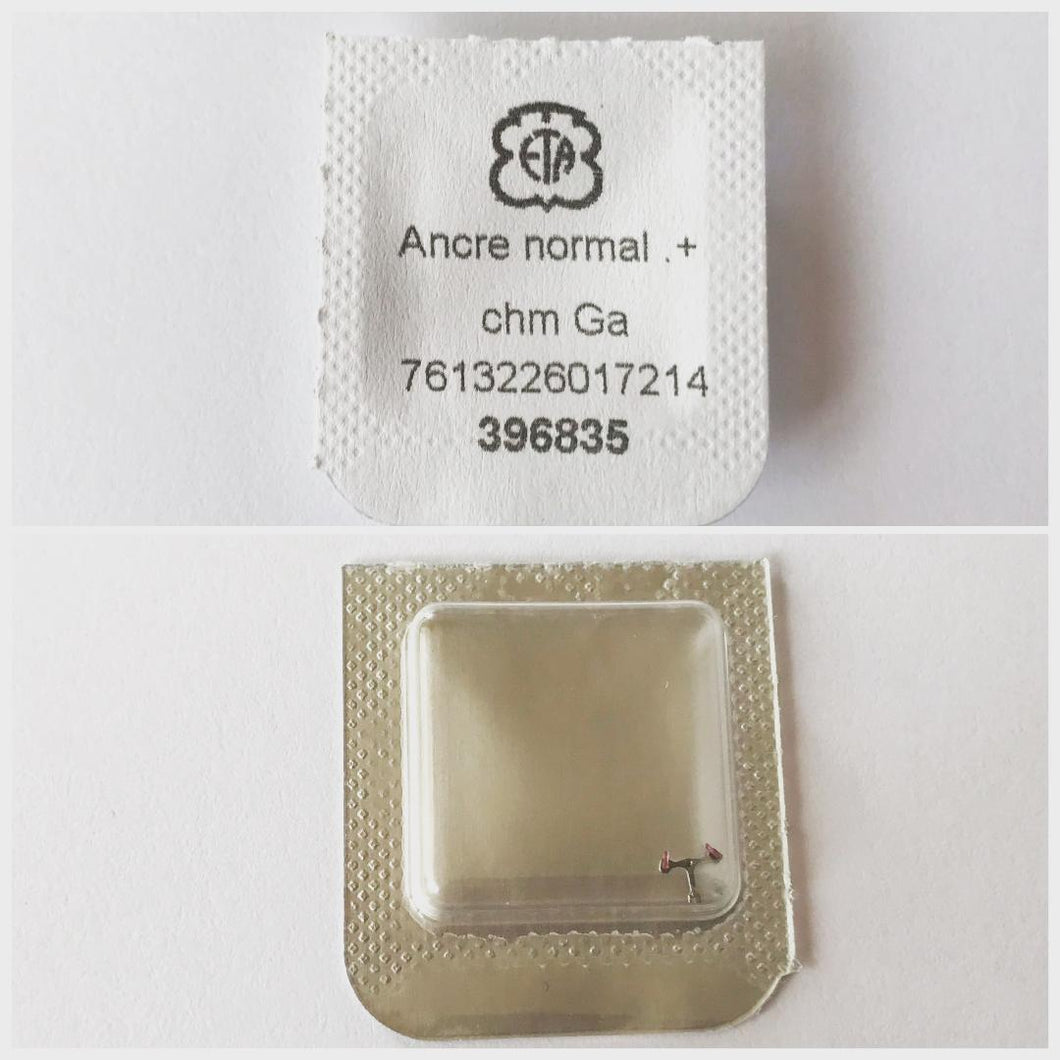 ETA
Ancre normal .+
chm Ga
7613226017214
396835